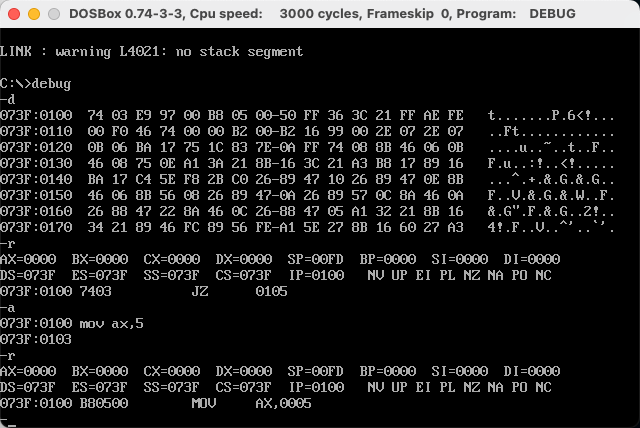 DOSBox 0.74-3-3, Cpu speed: 3000 cycles, Frameskip 0, Program: DEBUG
LINK : warning L4021: no stack segment
C:\>debug
-d
073F:0100 74 03 E9 97 00 B8 05 00-50 FF 36 3C 21 FF AE FE t.......P.6<!...
073F:0110 00 F0 46 74 00 00 B2 00-B2 16 99 00 2E 07 2E 07 ..Ft............
073F:0120 0B 06 BA 17 75 1C 83 7E-0A FF 74 08 8B 46 06 0B ....u..~..t..F..
073F:0130 46 08 75 0E A1 3A 21 8B-16 3C 21 A3 B8 17 89 16 F.u..:!..<!.....
073F:0140 BA 17 C4 5E F8 2B C0 26-89 47 10 26 89 47 0E 8B ...^.+.&.G.&.G..
073F:0150 46 06 8B 56 08 26 89 47-0A 26 89 57 0C 8A 46 0A F..V.&.G.&.W..F.
073F:0160 26 88 47 22 8A 46 0C 26-88 47 05 A1 32 21 8B 16 &.G".F.&.G..2!..
073F:0170 34 21 89 46 FC 89 56 FE-A1 5E 27 8B 16 60 27 A3 4!.F..V..^'..`'.
-r
AX=0000 BX=0000 CX=0000 DX=0000 SP=00FD BP=0000 SI=0000 DI=0000
DS=073F ES=073F SS=073F CS=073F IP=0100 NV UP EI PL NZ NA PO NC
073F:0100 7403 JZ 0105
-a
073F:0100 mov ax,5
073F:0103
-r
AX=0000 BX=0000 CX=0000 DX=0000 SP=00FD BP=0000 SI=0000 DI=0000
DS=073F ES=073F SS=073F CS=073F IP=0100 NV UP EI PL NZ NA PO NC
073F:0100 B80500 MOV AX,0005
-_